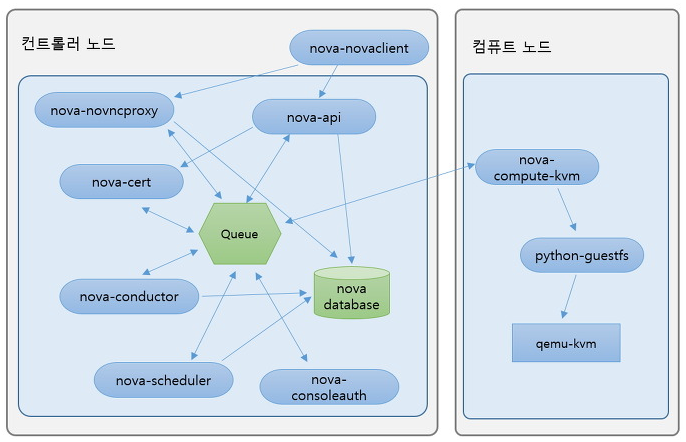 컨트롤러 노드
nova-novaclient
nova-novncproxy
nova-api
nova-cert
Queue
nova-conductor
nova
database
nova-scheduler
nova-
consoleauth
컴퓨트 노드
nova-
compute-kvm
python-guestfs
qemu-kvm